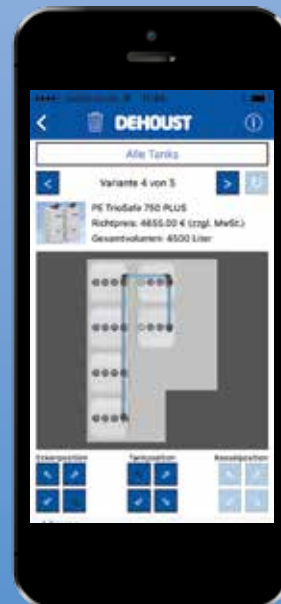 DEHOUST
Alle Tanks
Variante 4 von 5
PE TrioSafe 750 PLUS
Richtpreis: 4655.00 € (zzgl. MwSt.)
Gesamtvolumen: 4500 Liter
Tankposition
Kesselposition